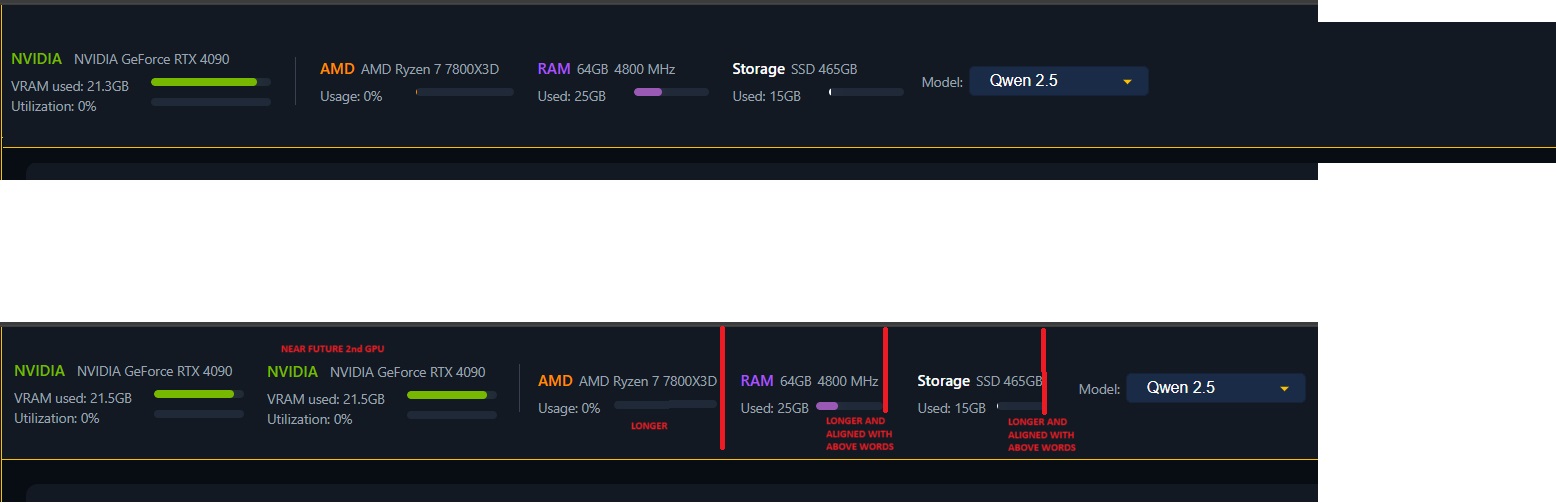 NVIDIA NVIDIA GeForce RTX 4090
VRAM used: 21.3GB
Utilization: 0%
AMD AMD Ryzen 7 7800X3D
Usage: 0%
RAM 64GB 4800 MHz
Used: 25GB
Storage SSD 465GB
Used: 15GB
Model: Qwen 2.5
NEAR FUTURE 2nd GPU
NVIDIA NVIDIA GeForce RTX 4090
VRAM used: 21.5GB
Utilization: 0%
NVIDIA NVIDIA GeForce RTX 4090
VRAM used: 21.5GB
Utilization: 0%
AMD AMD Ryzen 7 7800X3D
Usage: 0%
LONGER
RAM 64GB 4800 MHz
Used: 25GB
LONGER AND
ALIGNED WITH
ABOVE WORDS
Storage SSD 465GB
Used: 15GB
LONGER AND
ALIGNED WITH
ABOVE WORDS
Model: Qwen 2.5